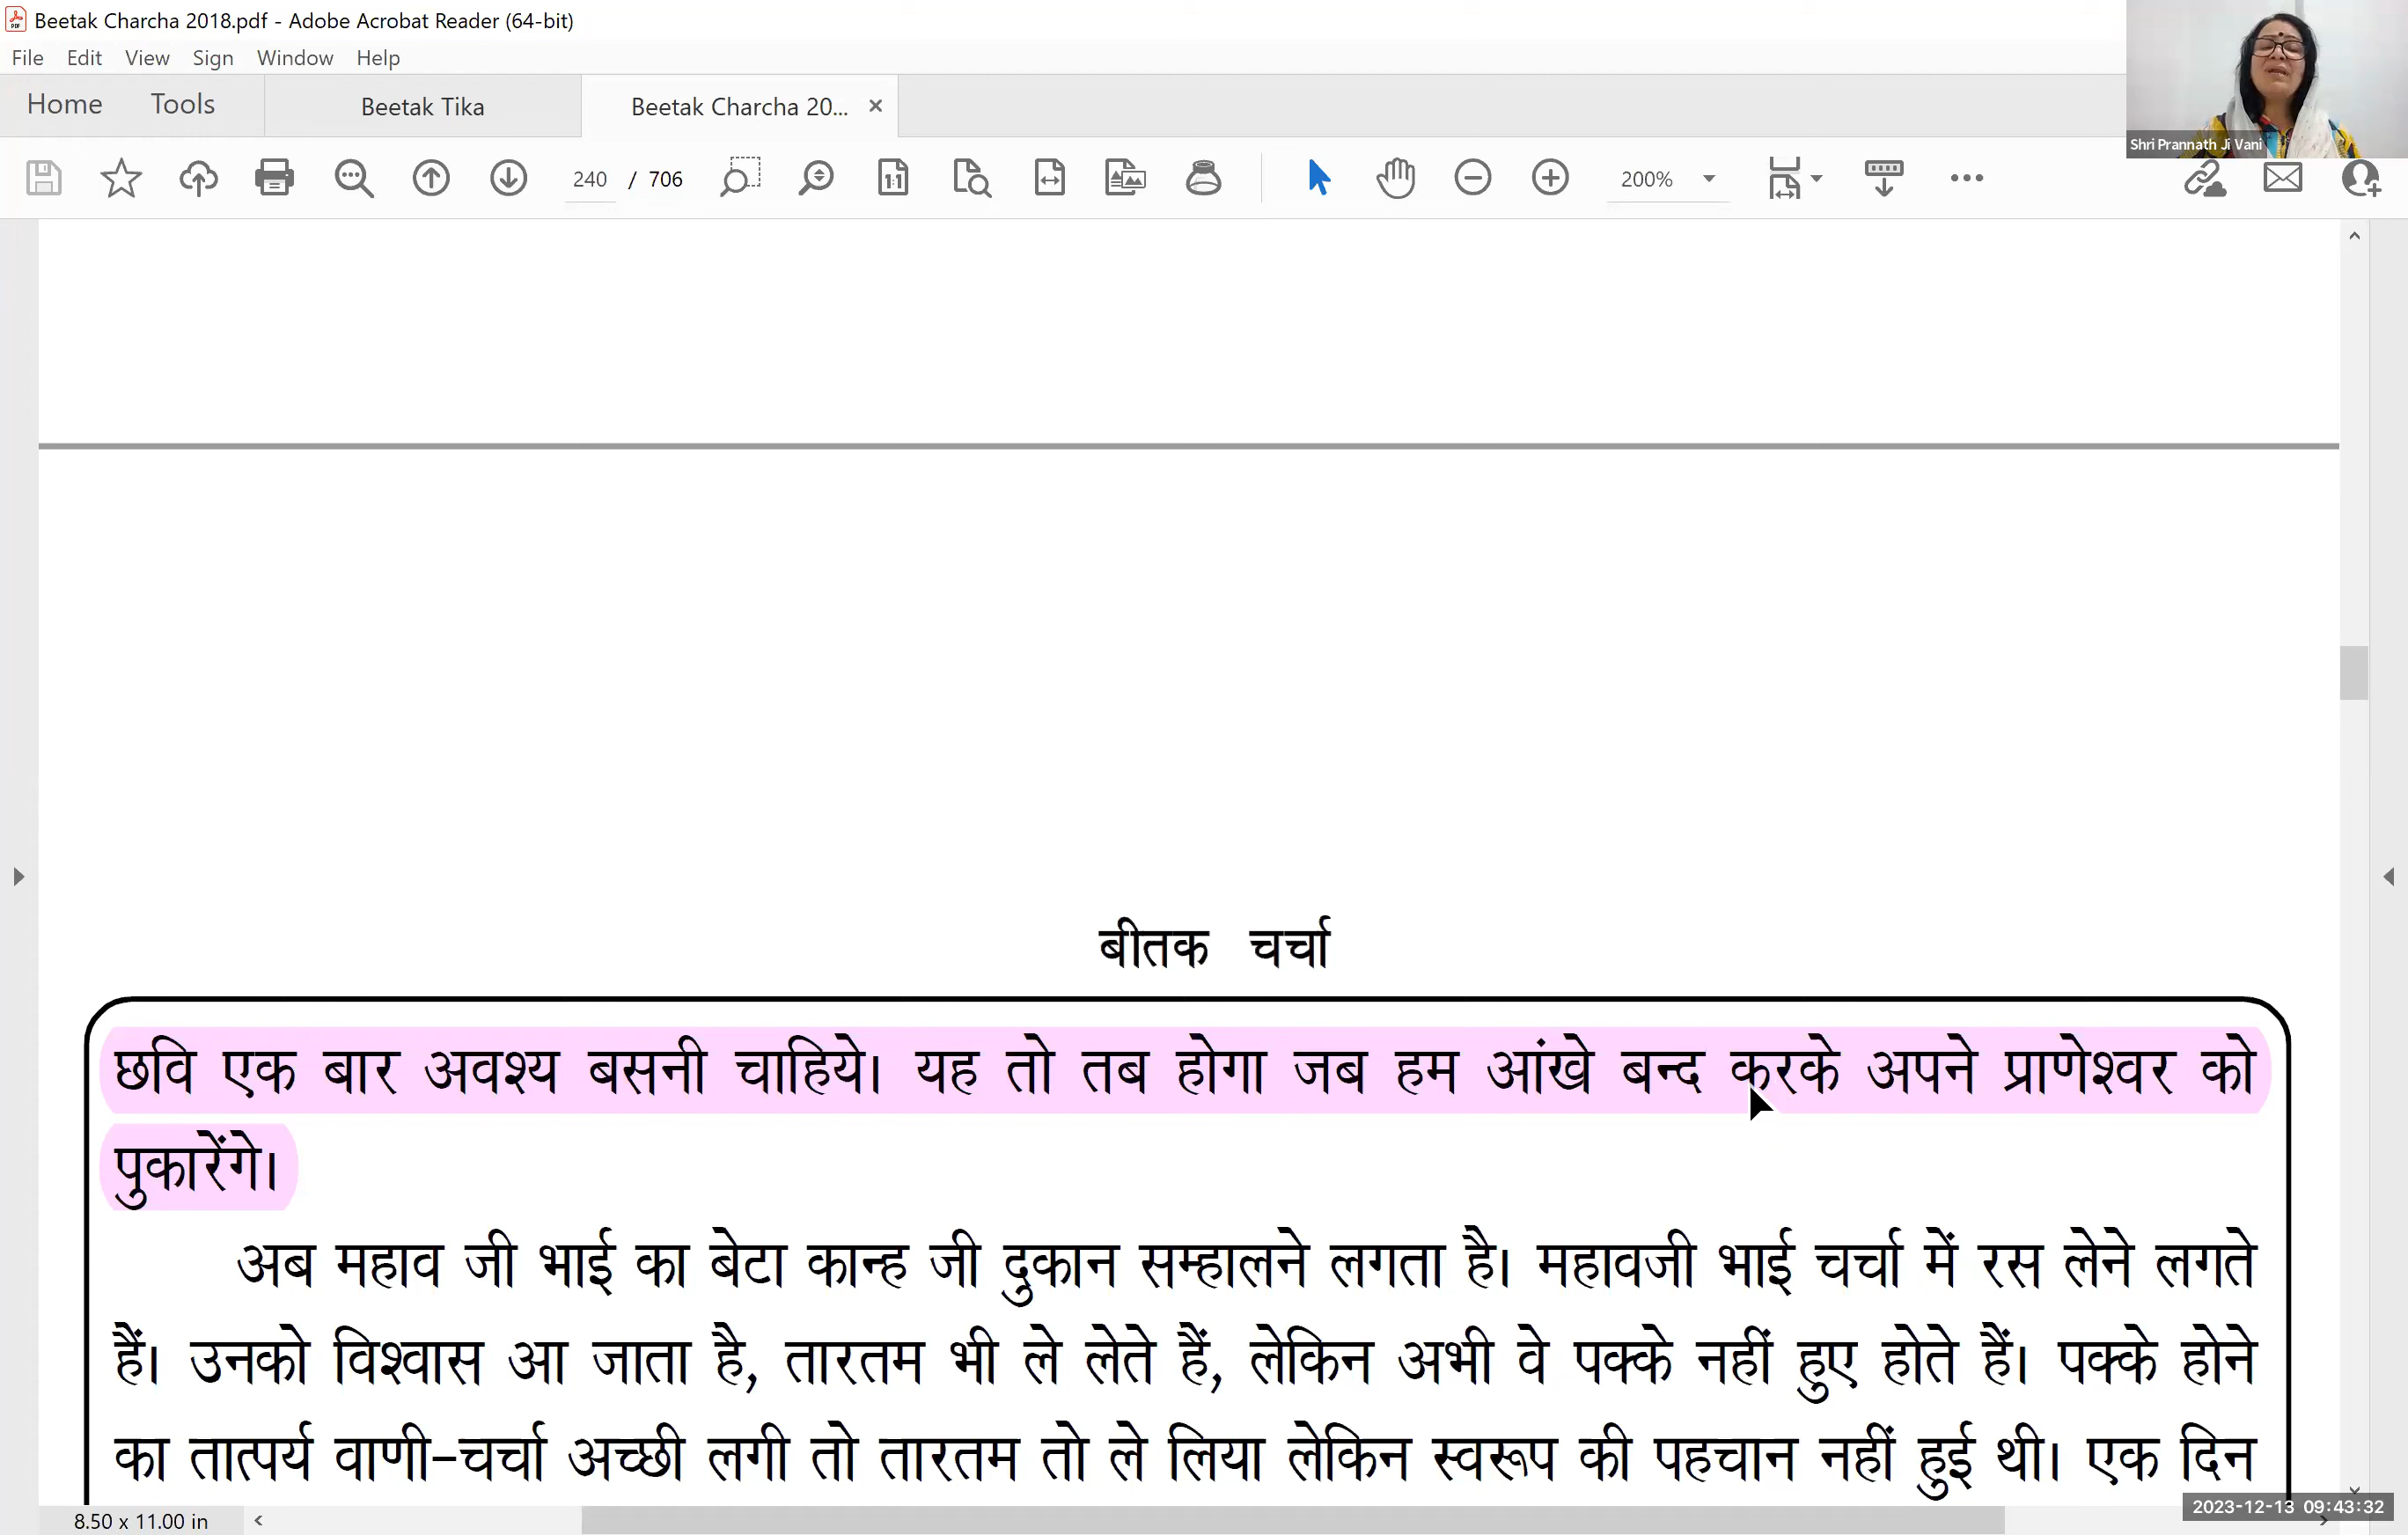 Beetak Charcha 2018.pdf - Adobe Acrobat Reader (64-bit)
File Edit View Sign Window Help
Home Tools Beetak Tika Beetak Charcha 20... ×
Shri Prannath Ji Vani
240 / 706 1:1 200%
बीतक चर्चा
छवि एक बार अवश्य बसनी चाहिये। यह तो तब होगा जब हम आंखे बन्द करके अपने प्राणेश्वर को
पुकारेंगे।
अब महाव जी भाई का बेटा कान्ह जी दुकान सम्हालने लगता है। महावजी भाई चर्चा में रस लेने लगते
हैं। उनको विश्वास आ जाता है, तारतम भी ले लेते हैं, लेकिन अभी वे पक्के नहीं हुए होते हैं। पक्के होने
का तात्पर्य वाणी-चर्चा अच्छी लगी तो तारतम तो ले लिया लेकिन स्वरूप की पहचान नहीं हुई थी। एक दिन
8.50 x 11.00 in
2023-12-13 09:43:32